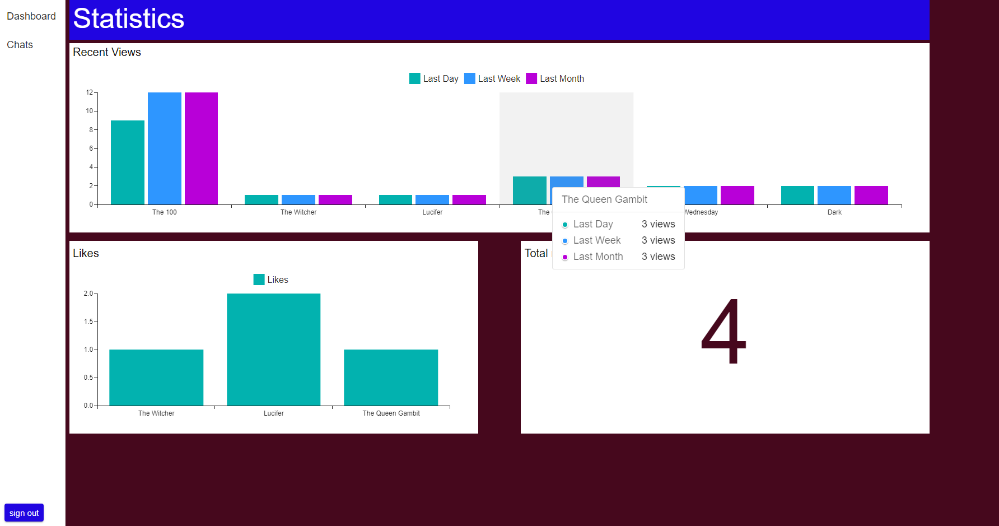 Dashboard
Chats
Statistics
Recent Views
Last Day Last Week Last Month
12
10
8
6
4
2
0
The 100 The Witcher Lucifer The Wednesday Dark
The Queen Gambit
Last Day 3 views
Last Week 3 views
Last Month 3 views
Likes
Likes
2.0
1.5
1.0
0.5
0.0
The Witcher Lucifer The Queen Gambit
Total
4
sign out